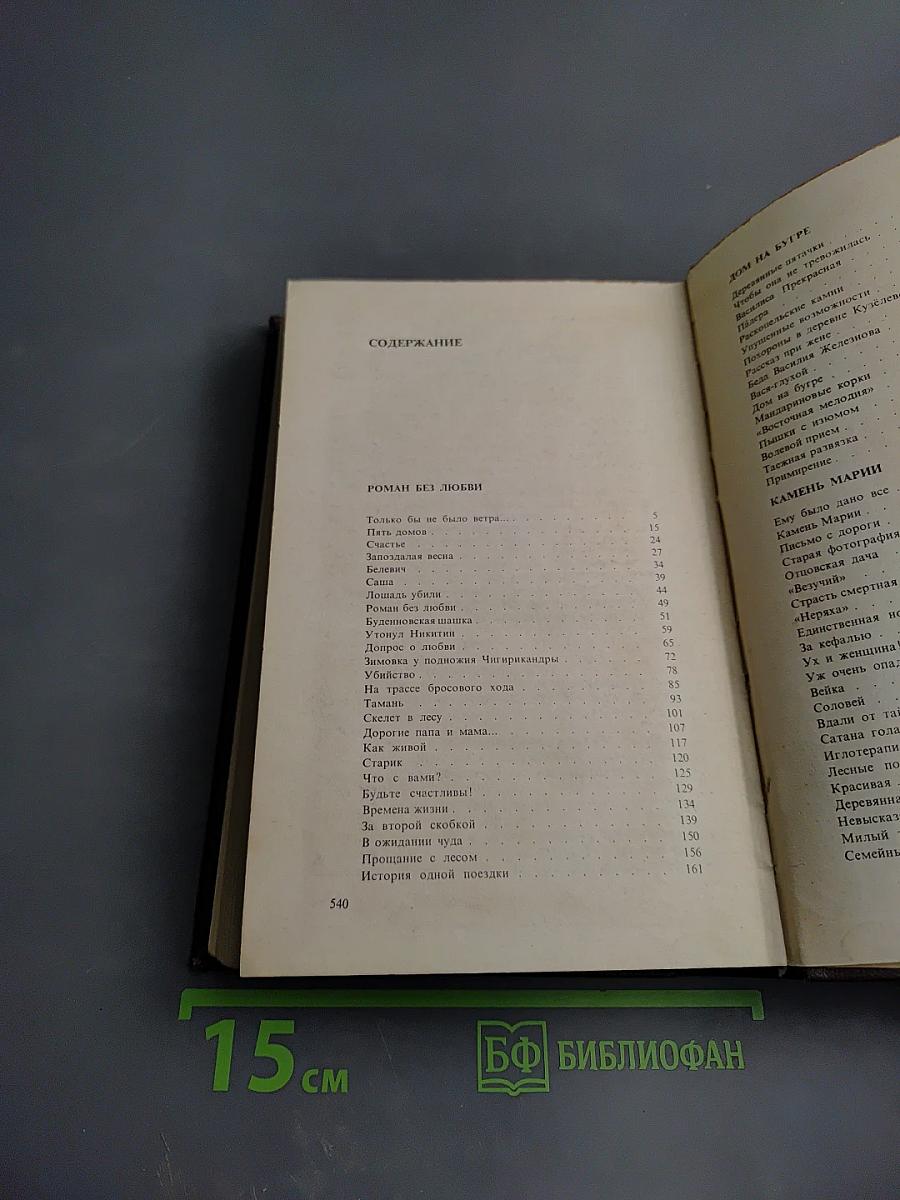 СОДЕРЖАНИЕ
РОМАН БЕЗ ЛЮБВИ
Только бы не было ветра... . . . . . . . . . . 5
Пять домов . . . . . . . . . . . . . . 15
Счастье . . . . . . . . . . . . . . . 24
Запоздалая весна . . . . . . . . . . . . 27
Белевич . . . . . . . . . . . . . . . 34
Саша . . . . . . . . . . . . . . . . 39
Лошадь убили . . . . . . . . . . . . . 44
Роман без любви . . . . . . . . . . . . 49
Буденновская шашка . . . . . . . . . . . 51
Утонул Никитин . . . . . . . . . . . . 59
Допрос о любви . . . . . . . . . . . . 65
Зимовка у подножия Чигирикандры . . . . . . 72
Убийство . . . . . . . . . . . . . . . 78
На трассе бросового хода . . . . . . . . . 85
Тамань . . . . . . . . . . . . . . . 93
Скелет в лесу . . . . . . . . . . . . . 101
Дорогие папа и мама... . . . . . . . . . . 107
Как живой . . . . . . . . . . . . . . 117
Старик . . . . . . . . . . . . . . . 120
Что с вами? . . . . . . . . . . . . . 125
Будьте счастливы! . . . . . . . . . . . 129
Времена жизни . . . . . . . . . . . . . 134
За второй скобкой . . . . . . . . . . . 139
В ожидании чуда . . . . . . . . . . . . 150
Прощание с лесом . . . . . . . . . . . 156
История одной поездки . . . . . . . . . . 161
540
ДОМ НА БУГРЕ
Деревянные пятачки . . .
Чтобы она не тревожилась .
Василиса Прекрасная . .
Палера . . . . .
Раскопельские камни . .
Упущенные возможности . .
Похороны в деревне Кузёлево
Рассказ при жене . . .
Беда Василия Железнова .
Вася-глухой . . . .
Дом на бугре . . . .
Мандариновые корки . .
«Восточная мелодия» . .
Пышки с изюмом . . .
Волевой прием . . . .
Таежная развязка . . .
Примирение . . . .
КАМЕНЬ МАРИИ
Ему было дано все . .
Камень Марии . . .
Письмо с дороги . . .
Старая фотография
Отцовская дача . .
«Везучий» . . .
Страсть смертная
«Неряха» . . .
Единственная но
За кефалью . .
Ух и женщина!
Уж очень опа
Вейка . . .
Соловей . .
Вдали от та
Сатана гола
Иглотерапи
Лесные по
Красивая .
Деревянна
Невысказ
Милый
Семейны
15 см
БФ БИБЛИОФАН